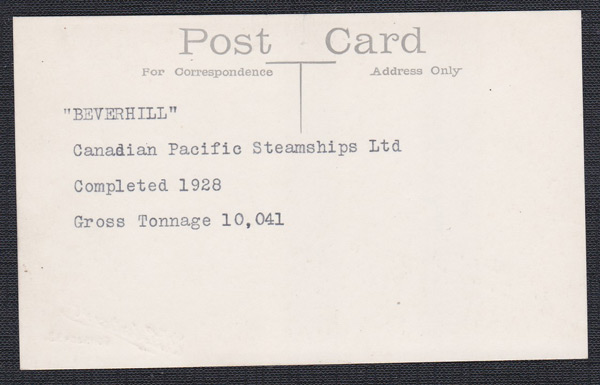 Post Card
For Correspondence Address Only
"BEVERHILL"
Canadian Pacific Steamships Ltd
Completed 1928
Gross Tonnage 10,041